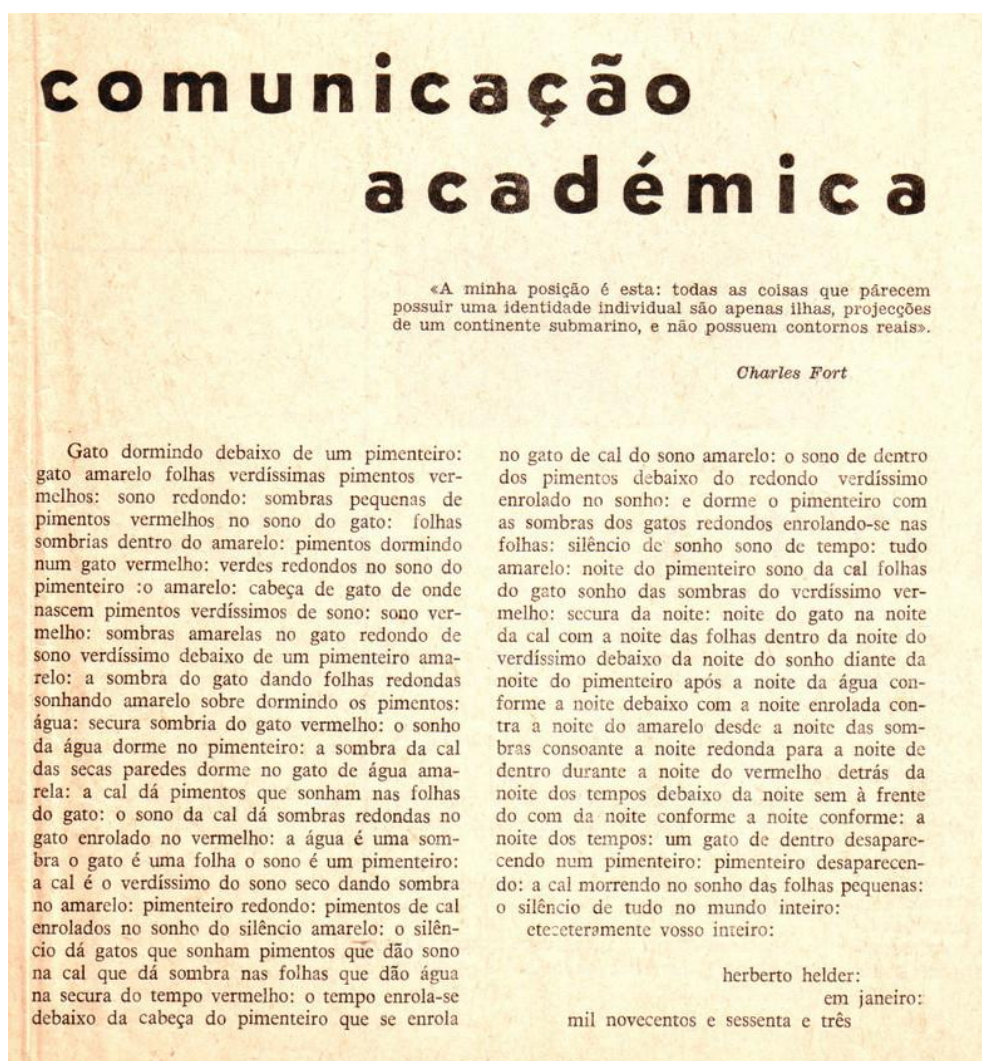 comunicação
académica
«A minha posição é esta: todas as coisas que párecem
possuir uma identidade individual são apenas ilhas, projecções
de um continente submarino, e não possuem contornos reais».
Charles Fort
Gato dormindo debaixo de um pimenteiro:
gato amarelo folhas verdíssimas pimentos ver-
melhos: sono redondo: sombras pequenas de
pimentos vermelhos no sono do gato: folhas
sombrias dentro do amarelo: pimentos dormindo
num gato vermelho: verdes redondos no sono do
pimenteiro :o amarelo: cabeça de gato de onde
nascem pimentos verdíssimos de sono: sono ver-
melho: sombras amarelas no gato redondo de
sono verdíssimo debaixo de um pimenteiro ama-
relo: a sombra do gato dando folhas redondas
sonhando amarelo sobre dormindo os pimentos:
água: secura sombria do gato vermelho: o sonho
da água dorme no pimenteiro: a sombra da cal
das secas paredes dorme no gato de água ama-
rela: a cal dá pimentos que sonham nas folhas
do gato: o sono da cal dá sombras redondas no
gato enrolado no vermelho: a água é uma som-
bra o gato é uma folha o sono é um pimenteiro:
a cal é o verdíssimo do sono seco dando sombra
no amarelo: pimenteiro redondo: pimentos de cal
enrolados no sonho do silêncio amarelo: o silên-
cio dá gatos que sonham pimentos que dão sono
na cal que dá sombra nas folhas que dão água
na secura do tempo vermelho: o tempo enrola-se
debaixo da cabeça do pimenteiro que se enrola
no gato de cal do sono amarelo: o sono de dentro
dos pimentos debaixo do redondo verdíssimo
enrolado no sonho: e dorme o pimenteiro com
as sombras dos gatos redondos enrolando-se nas
folhas: silêncio de sonho sono de tempo: tudo
amarelo: noite do pimenteiro sono da cal folhas
do gato sonho das sombras do verdíssimo ver-
melho: secura da noite: noite do gato na noite
da cal com a noite das folhas dentro da noite do
verdíssimo debaixo da noite do sonho diante da
noite do pimenteiro após a noite da água con-
forme a noite debaixo com a noite enrolada con-
tra a noite do amarelo desde a noite das som-
bras consoante a noite redonda para a noite de
dentro durante a noite do vermelho detrás da
noite dos tempos debaixo da noite sem à frente
do com da noite conforme a noite conforme: a
noite dos tempos: um gato de dentro desapare-
cendo num pimenteiro: pimenteiro desaparecen-
do: a cal morrendo no sonho das folhas pequenas:
o silêncio de tudo no mundo inteiro:
eteceteramente vosso inteiro:
herberto helder:
em janeiro:
mil novecentos e sessenta e três